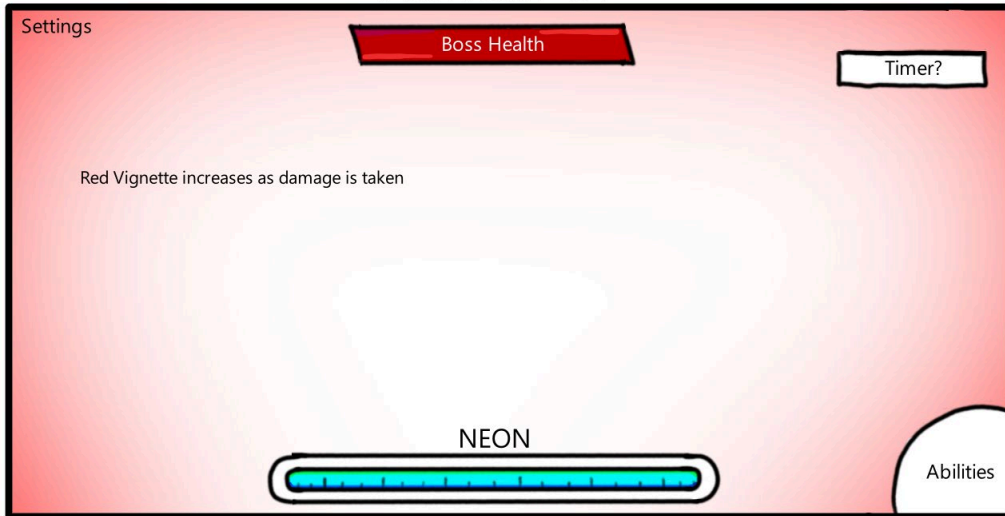 Settings
Boss Health
Timer?
Red Vignette increases as damage is taken
NEON
Abilities